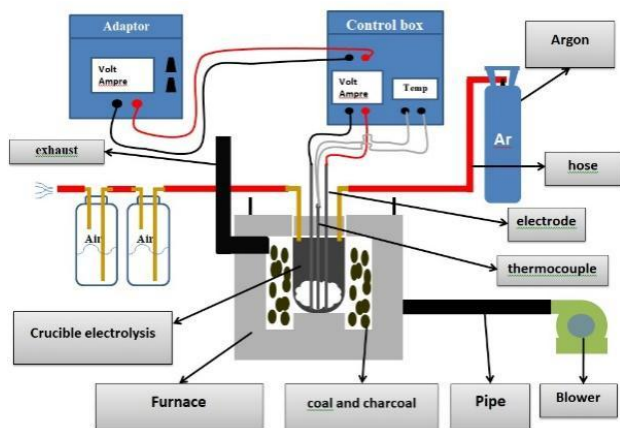 Adaptor
Volt
Ampre
Control box
Volt
Ampre
Temp
Argon
Ar
exhaust
hose
Air
Air
electrode
thermocouple
Crucible electrolysis
Furnace
coal and charcoal
Pipe
Blower